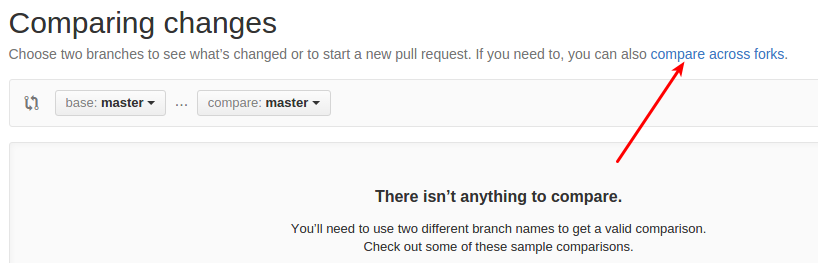 Comparing changes
Choose two branches to see what's changed or to start a new pull request. If you need to, you can also compare across forks.
base: master ... compare: master
There isn't anything to compare.
You'll need to use two different branch names to get a valid comparison.
Check out some of these sample comparisons.